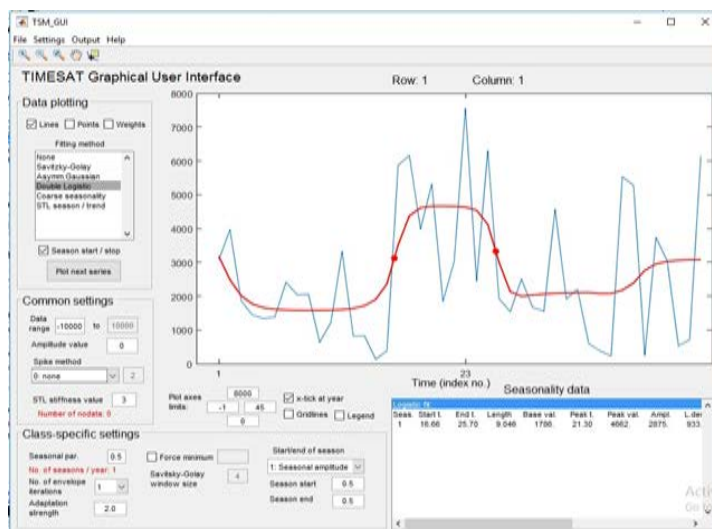 TSM_GUI
File Settings Output Help
TIMESAT Graphical User Interface
Row: 1 Column: 1
Data plotting
Lines Points Weights
Fitting method
None
Savitzky-Golay
Asymm.Gaussian
Double Logistic
Coarse seasonality
STL season / trend
Season start / stop
Plot next series
Common settings
Data range -10000 to 10000
Amplitude value 0
Spike method
0: none 2
STL stiffness value 3
Number of nodata: 0
8000
7000
6000
5000
4000
3000
2000
1000
0
1 23
Time (index no.)
Plot axes limits: 8000
-1 45
0
x-tick at year
Gridlines Legend
Class-specific settings
Seasonal par. 0.5
No. of seasons / year: 1
No. of envelope iterations 1
Adaptation strength 2.0
Force minimum
Savitsky-Golay window size 4
Start/end of season
1: Seasonal amplitude
Season start 0.5
Season end 0.5
Seasonality data
Logistic fit
Seas. Start t. End t. Length Base val. Peak t. Peak val. Ampl. L.der
1 16.66 25.70 9.046 1786. 21.30 4662. 2875. 933.